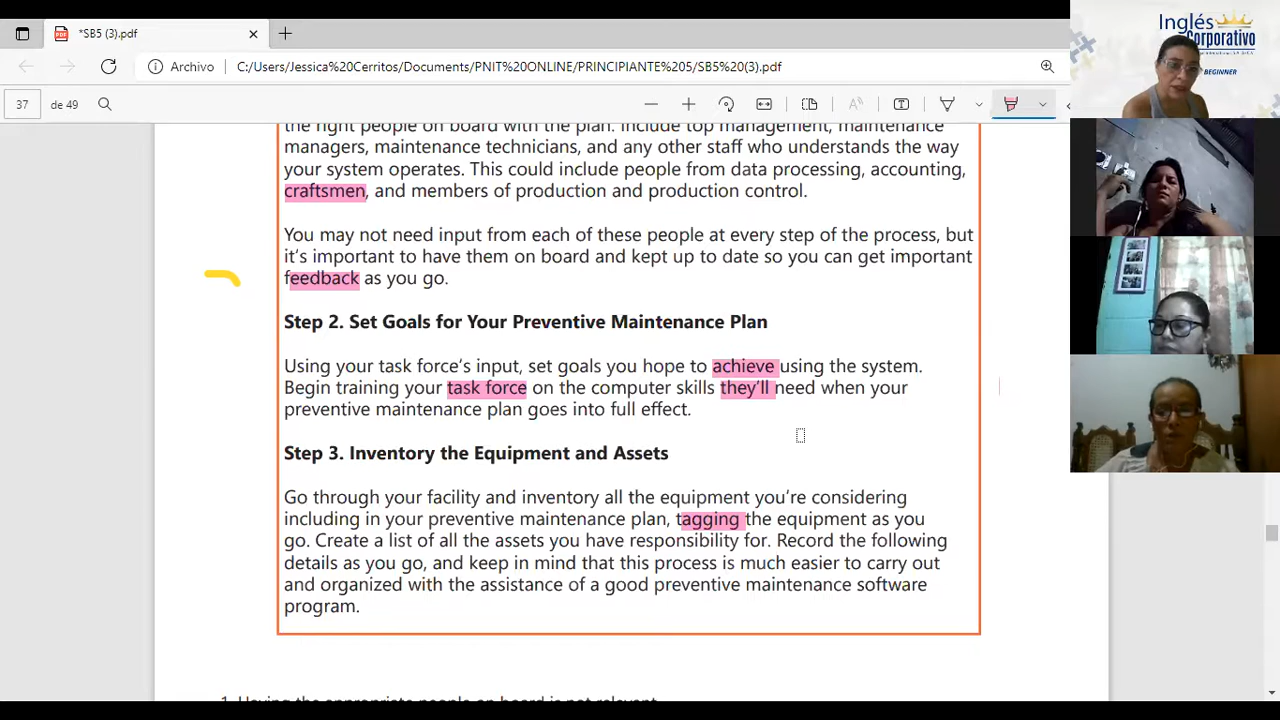 *SB5 (3).pdf
Archivo
C:/Users/Jessica%20Cerritos/Documents/PNT%20ONLINE/PRINCIPIANTE%205/SB5%20(3).pdf
37
de 49
the right people on board with the plan. Include top management, maintenance
managers, maintenance technicians, and any other staff who understands the way
your system operates. This could include people from data processing, accounting,
craftsmen, and members of production and production control.
You may not need input from each of these people at every step of the process, but
it's important to have them on board and kept up to date so you can get important
feedback as you go.
Step 2. Set Goals for Your Preventive Maintenance Plan
Using your task force's input, set goals you hope to achieve using the system.
Begin training your task force on the computer skills they'll need when your
preventive maintenance plan goes into full effect.
Step 3. Inventory the Equipment and Assets
Go through your facility and inventory all the equipment you're considering
including in your preventive maintenance plan, tagging the equipment as you
go. Create a list of all the assets you have responsibility for. Record the following
details as you go, and keep in mind that this process is much easier to carry out
and organized with the assistance of a good preventive maintenance software
program.
1. Having the appropriate people on board is not relevant
Inglés
Corporativo
BEGINNER